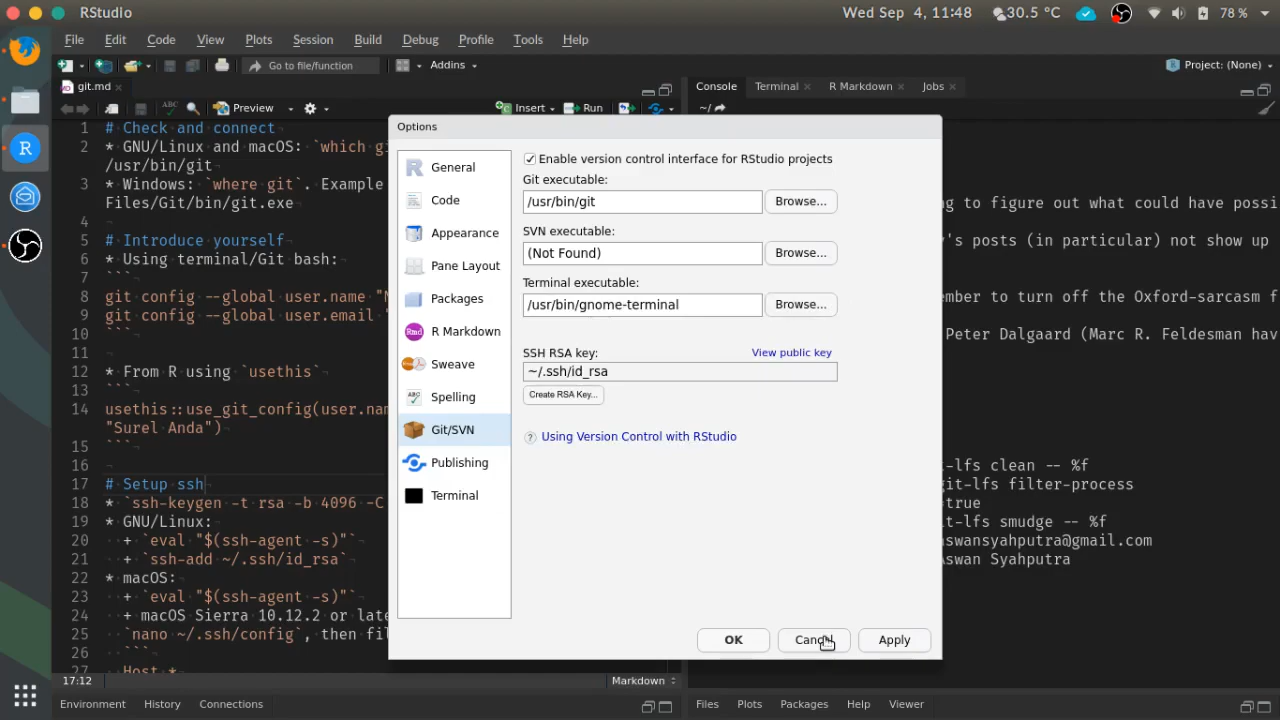 RStudio
Wed Sep 4, 11:48
30.5 °C
78 %
File Edit Code View Plots Session Build Debug Profile Tools Help
Go to file/function
Addins
Project: (None)
git.md
Console Terminal R Markdown Jobs
ABC
Preview
Insert
Run
~/
1 # Check and connect
2 * GNU/Linux and macOS: `which gi
/usr/bin/git
3 * Windows: `where git`. Example
Files/Git/bin/git.exe
4
5 # Introduce yourself
6 * Using terminal/Git bash:
7 ```
8 git config --global user.name "
9 git config --global user.email "
10 ```
11
12 * From R using `usethis`
13 ```
14 usethis::use_git_config(user.na
"Surel Anda")
15 ```
16
17 # Setup ssh
18 * `ssh-keygen -t rsa -b 4096 -C
19 * GNU/Linux:
20 + `eval "$(ssh-agent -s)"`
21 + `ssh-add ~/.ssh/id_rsa`
22 * macOS:
23 + `eval "$(ssh-agent -s)"`
24 + macOS Sierra 10.12.2 or late
25 `nano ~/.ssh/config`, then fil
26 ```
27 Host *
17:12
Markdown
Environment History Connections
Options
General
Code
Appearance
Pane Layout
Packages
Rmd R Markdown
Sweave
ABC Spelling
Git/SVN
Publishing
Terminal
Enable version control interface for RStudio projects
Git executable:
/usr/bin/git
Browse...
SVN executable:
(Not Found)
Browse...
Terminal executable:
/usr/bin/gnome-terminal
Browse...
SSH RSA key:
View public key
~/.ssh/id_rsa
Create RSA Key...
? Using Version Control with RStudio
OK
Cancel
Apply
ng to figure out what could have possi
y's posts (in particular) not show up
mber to turn off the Oxford-sarcasm f
Peter Dalgaard (Marc R. Feldesman hav
-lfs clean -- %f
git-lfs filter-process
true
t-lfs smudge -- %f
aswansyahputra@gmail.com
Aswan Syahputra
Files Plots Packages Help Viewer